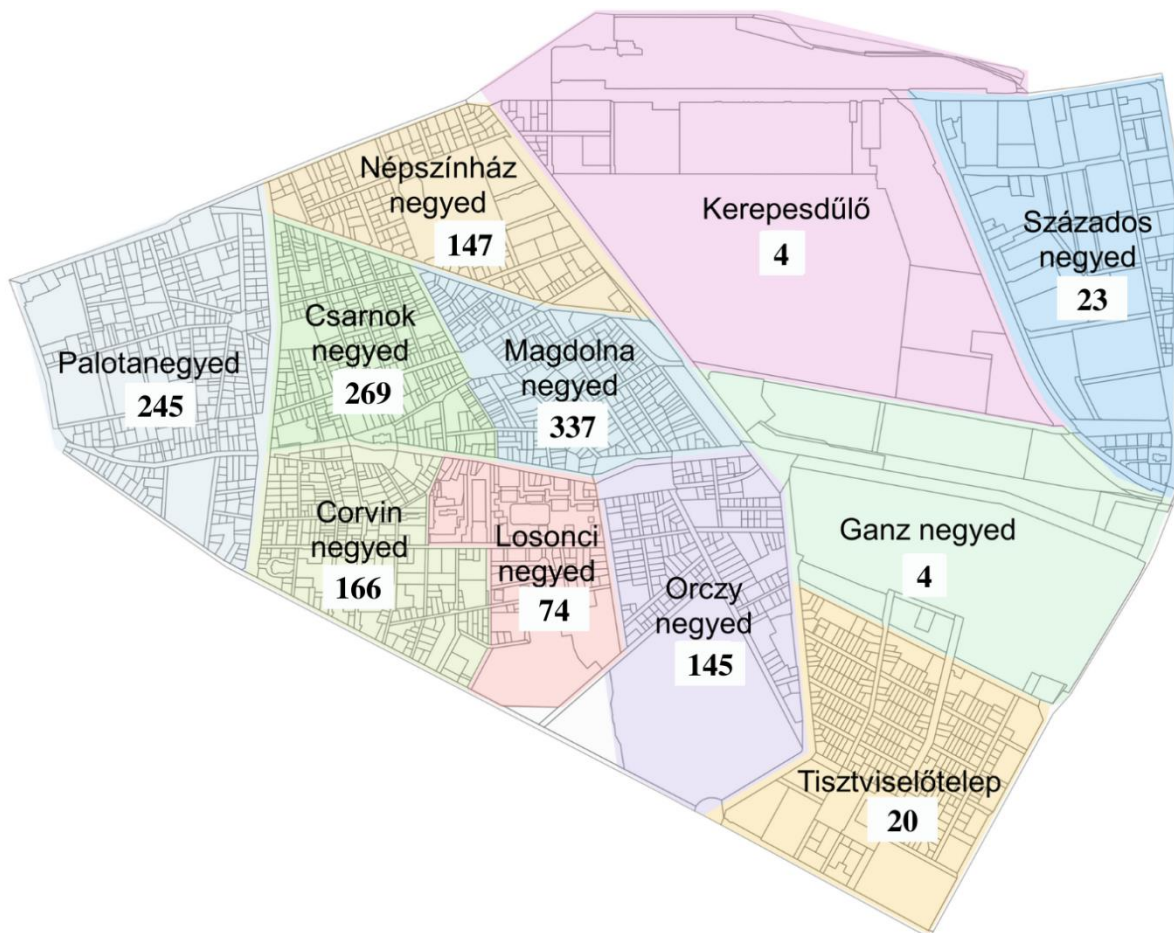 Népszínház
negyed
147
Kerepesdűlő
4
Százados
negyed
23
Palotanegyed
245
Csarnok
negyed
269
Magdolna
negyed
337
Corvin
negyed
166
Losonci
negyed
74
Orczy
negyed
145
Ganz negyed
4
Tisztviselőtelep
20